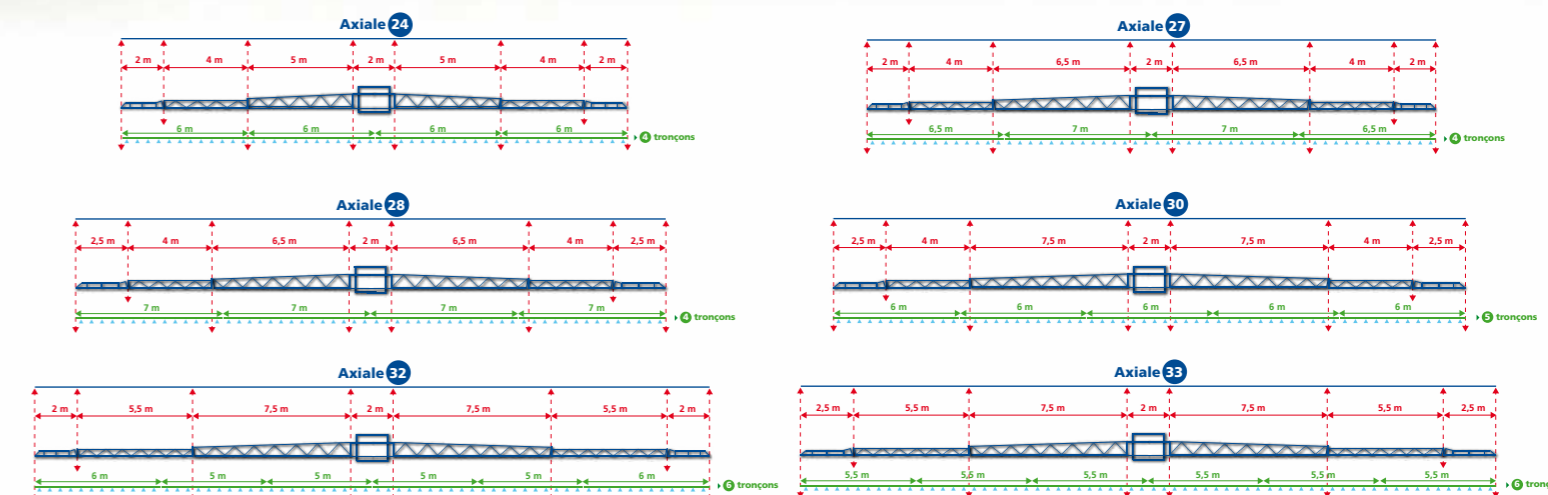 Axiale 24
2 m 4 m 5 m 2 m 5 m 4 m 2 m
6 m 6 m 6 m 6 m
4 tronçons
Axiale 27
2 m 4 m 6,5 m 2 m 6,5 m 4 m 2 m
6,5 m 7 m 7 m 6,5 m
4 tronçons
Axiale 28
2,5 m 4 m 6,5 m 2 m 6,5 m 4 m 2,5 m
7 m 7 m 7 m 7 m
4 tronçons
Axiale 30
2,5 m 4 m 7,5 m 2 m 7,5 m 4 m 2,5 m
6 m 6 m 6 m 6 m 6 m
5 tronçons
Axiale 32
2 m 5,5 m 7,5 m 2 m 7,5 m 5,5 m 2 m
6 m 5 m 5 m 5 m 5 m 6 m
6 tronçons
Axiale 33
2,5 m 5,5 m 7,5 m 2 m 7,5 m 5,5 m 2,5 m
5,5 m 5,5 m 5,5 m 5,5 m 5,5 m 5,5 m
6 tronç